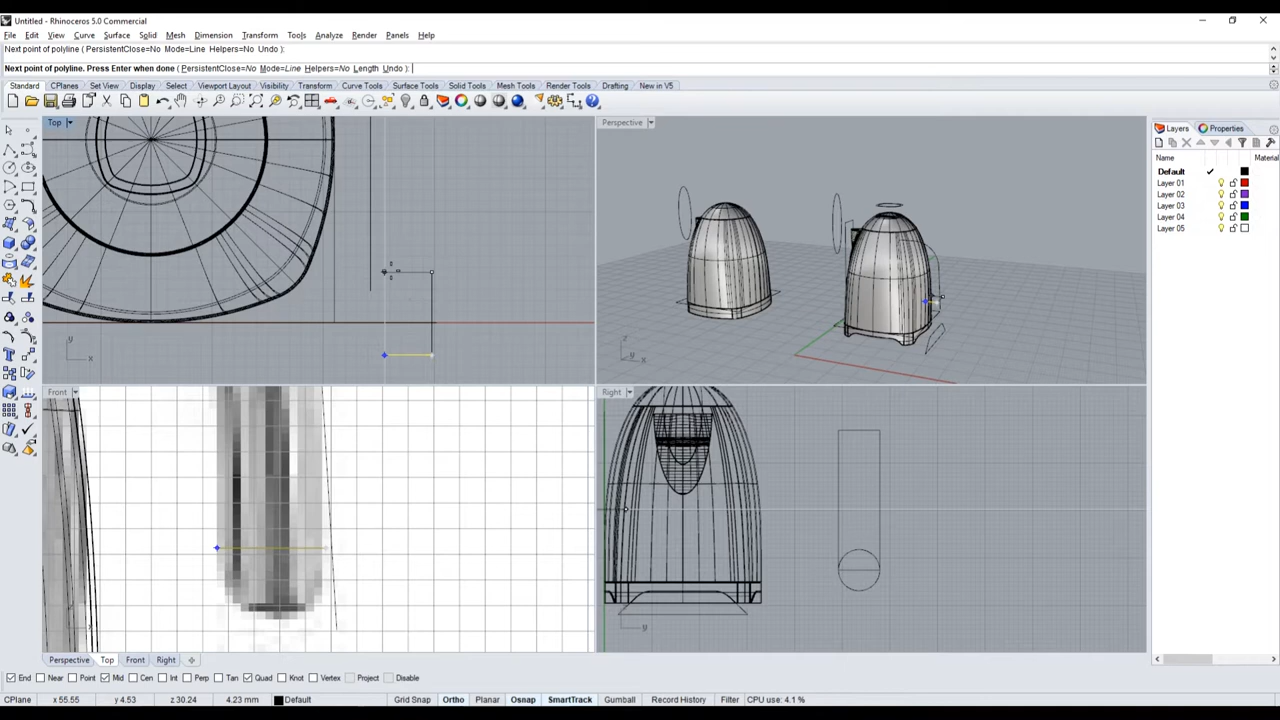 Untitled - Rhinoceros 5.0 Commercial
File Edit View Curve Surface Solid Mesh Dimension Transform Tools Analyze Render Panels Help
Next point of polyline ( PersistentClose=No Mode=Line Helpers=No Undo ):
Next point of polyline. Press Enter when done ( PersistentClose=No Mode=Line Helpers=No Length Undo ):
Standard CPlanes Set View Display Select Viewport Layout Visibility Transform Curve Tools Surface Tools Solid Tools Mesh Tools Render Tools Drafting New in V5
Top Perspective Layers Properties
Name Material
Default
Layer 01
Layer 02
Layer 03
Layer 04
Layer 05
y
x
z
y
x
Front Right
z
y
Perspective Top Front Right
End Near Point Mid Cen Int Perp Tan Quad Knot Vertex Project Disable
CPlane x 55.55 y 4.53 z 30.24 4.23 mm Default Grid Snap Ortho Planar Osnap SmartTrack Gumball Record History Filter CPU use: 4.1 %